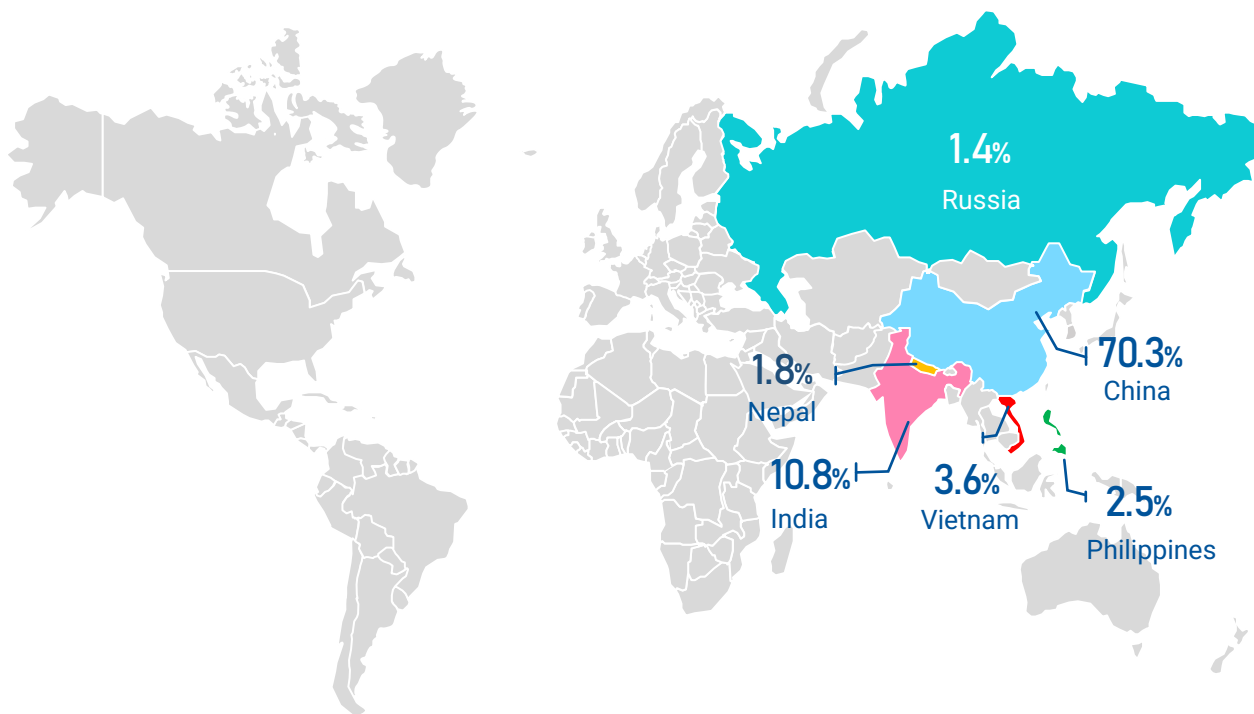 1.4%
Russia
70.3%
China
1.8%
Nepal
10.8%
India
3.6%
Vietnam
2.5%
Philippines